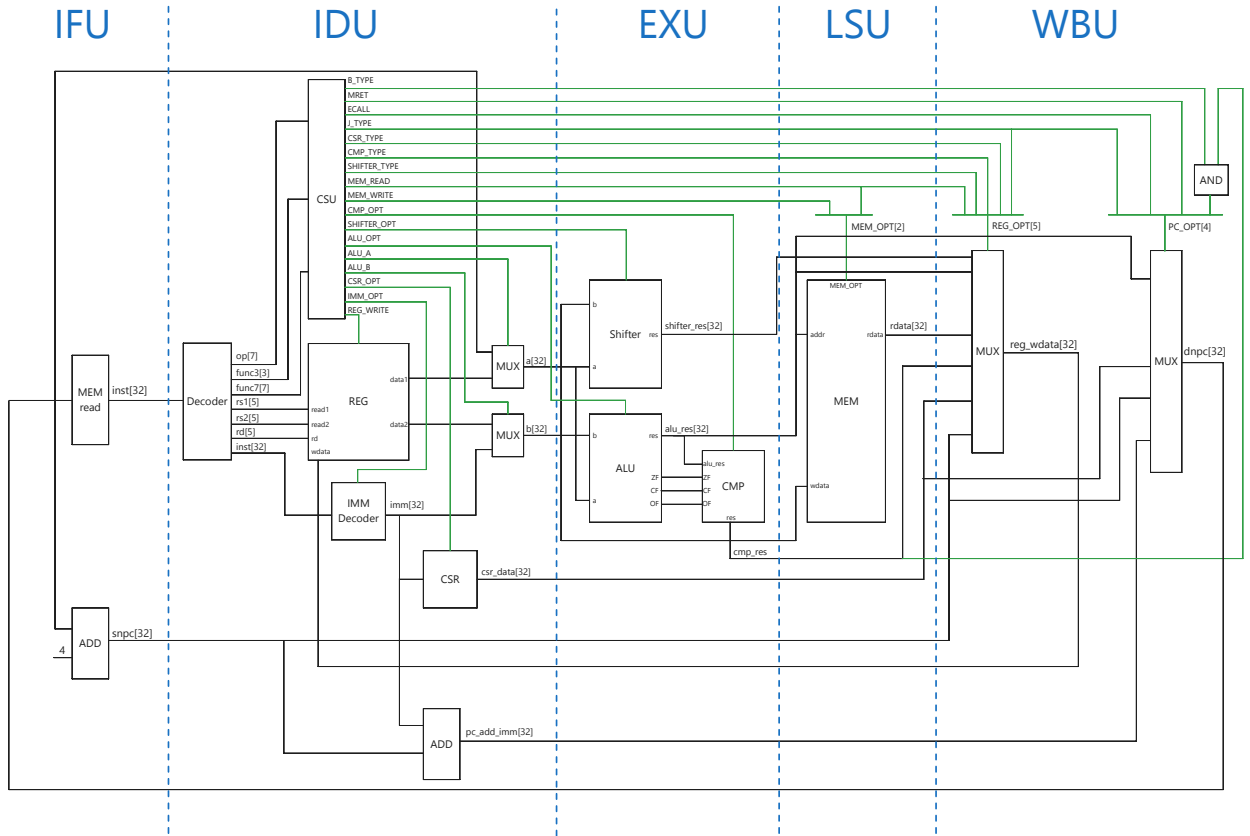 IFU
IDU
EXU
LSU
WBU
B_TYPE
MRET
ECALL
J_TYPE
CSR_TYPE
CMP_TYPE
SHIFTER_TYPE
MEM_READ
MEM_WRITE
CMP_OPT
SHIFTER_OPT
ALU_OPT
ALU_A
ALU_B
CSR_OPT
IMM_OPT
REG_WRITE
CSU
AND
MEM_OPT[2]
REG_OPT[5]
PC_OPT[4]
MEM
read
inst[32]
Decoder
op[7]
func3[3]
func7[7]
rs1[5]
rs2[5]
rd[5]
inst[32]
read1
read2
rd
wdata
REG
data1
data2
MUX
a[32]
MUX
b[32]
IMM
Decoder
imm[32]
CSR
csr_data[32]
b
a
Shifter
res
shifter_res[32]
b
a
ALU
res
ZF
CF
OF
alu_res[32]
alu_res
ZF
CF
OF
CMP
res
cmp_res
MEM_OPT
addr
rdata
MEM
wdata
rdata[32]
MUX
reg_wdata[32]
MUX
dnpc[32]
4
ADD
snpc[32]
ADD
pc_add_imm[32]